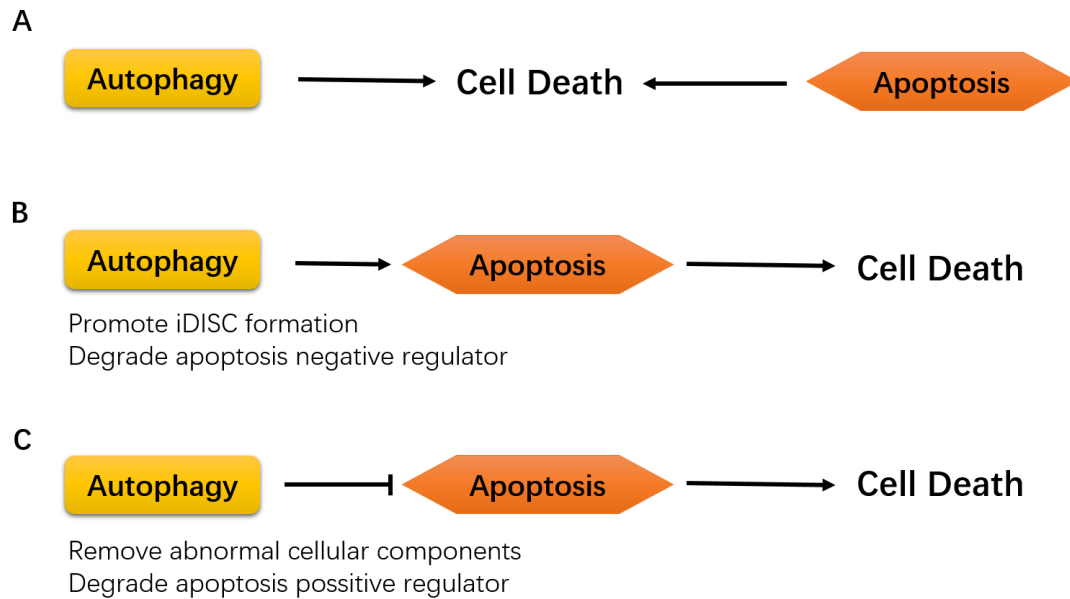 A
Autophagy
Cell Death
Apoptosis
B
Autophagy
Apoptosis
Cell Death
Promote iDISC formation
Degrade apoptosis negative regulator
C
Autophagy
Apoptosis
Cell Death
Remove abnormal cellular components
Degrade apoptosis possitive regulator